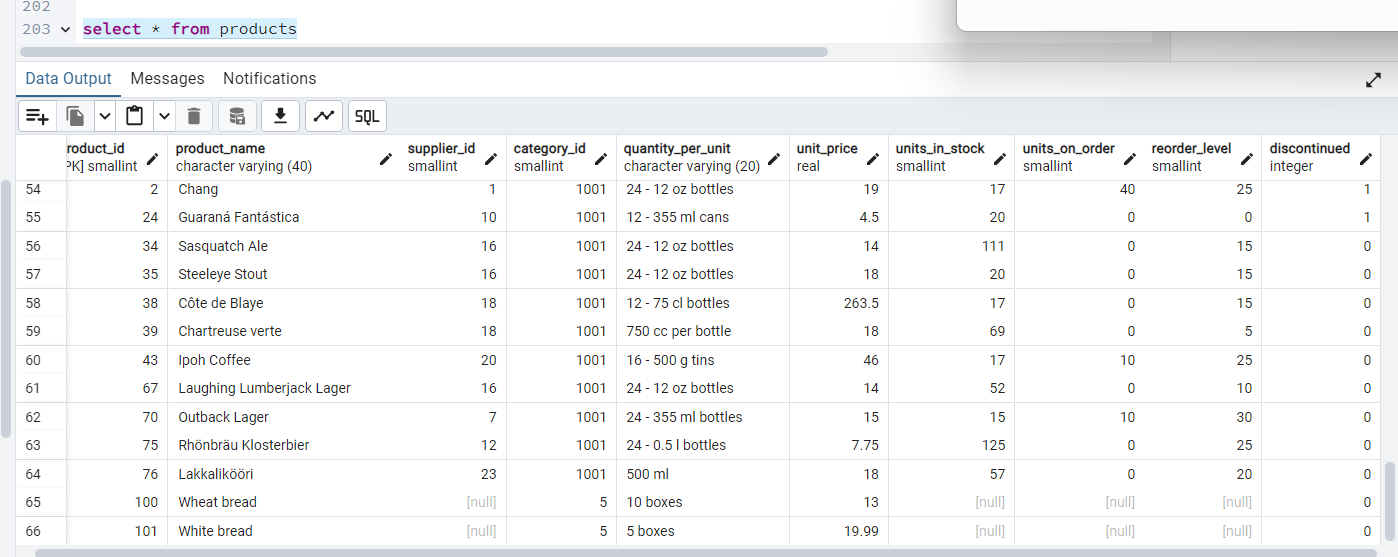 202
203 select * from products
Data Output Messages Notifications
SQL
roduct_id product_name supplier_id category_id quantity_per_unit unit_price units_in_stock units_on_order reorder_level discontinued
PK] smallint character varying (40) smallint smallint character varying (20) real smallint smallint smallint integer
54 2 Chang 1 1001 24 - 12 oz bottles 19 17 40 25 1
55 24 Guaraná Fantástica 10 1001 12 - 355 ml cans 4.5 20 0 0 1
56 34 Sasquatch Ale 16 1001 24 - 12 oz bottles 14 111 0 15 0
57 35 Steeleye Stout 16 1001 24 - 12 oz bottles 18 20 0 15 0
58 38 Côte de Blaye 18 1001 12 - 75 cl bottles 263.5 17 0 15 0
59 39 Chartreuse verte 18 1001 750 cc per bottle 18 69 0 5 0
60 43 Ipoh Coffee 20 1001 16 - 500 g tins 46 17 10 25 0
61 67 Laughing Lumberjack Lager 16 1001 24 - 12 oz bottles 14 52 0 10 0
62 70 Outback Lager 7 1001 24 - 355 ml bottles 15 15 10 30 0
63 75 Rhönbräu Klosterbier 12 1001 24 - 0.5 l bottles 7.75 125 0 25 0
64 76 Lakkalikööri 23 1001 500 ml 18 57 0 20 0
65 100 Wheat bread [null] 5 10 boxes 13 [null] [null] [null] 0
66 101 White bread [null] 5 5 boxes 19.99 [null] [null] [null] 0